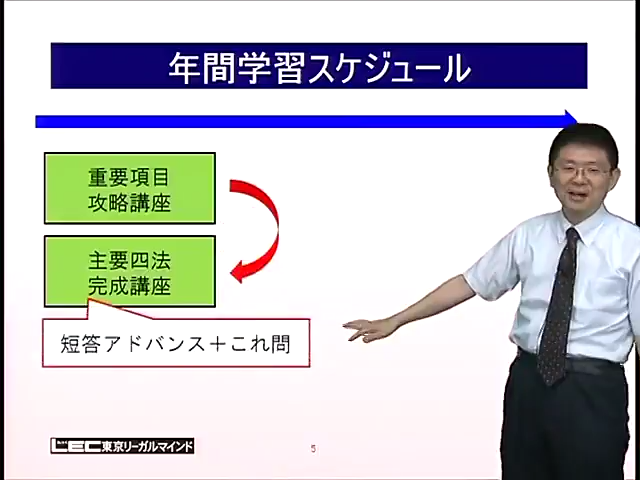 年間学習スケジュール
重要項目
攻略講座
主要四法
完成講座
短答アドバンス＋これ問
LEC東京リーガルマインド
5